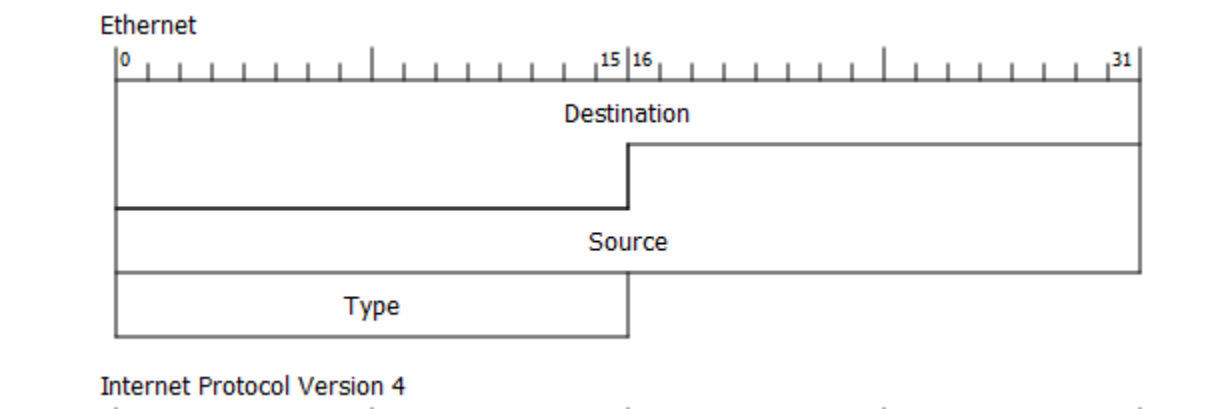 Ethernet
0 15 16 31
Destination
Source
Type
Internet Protocol Version 4